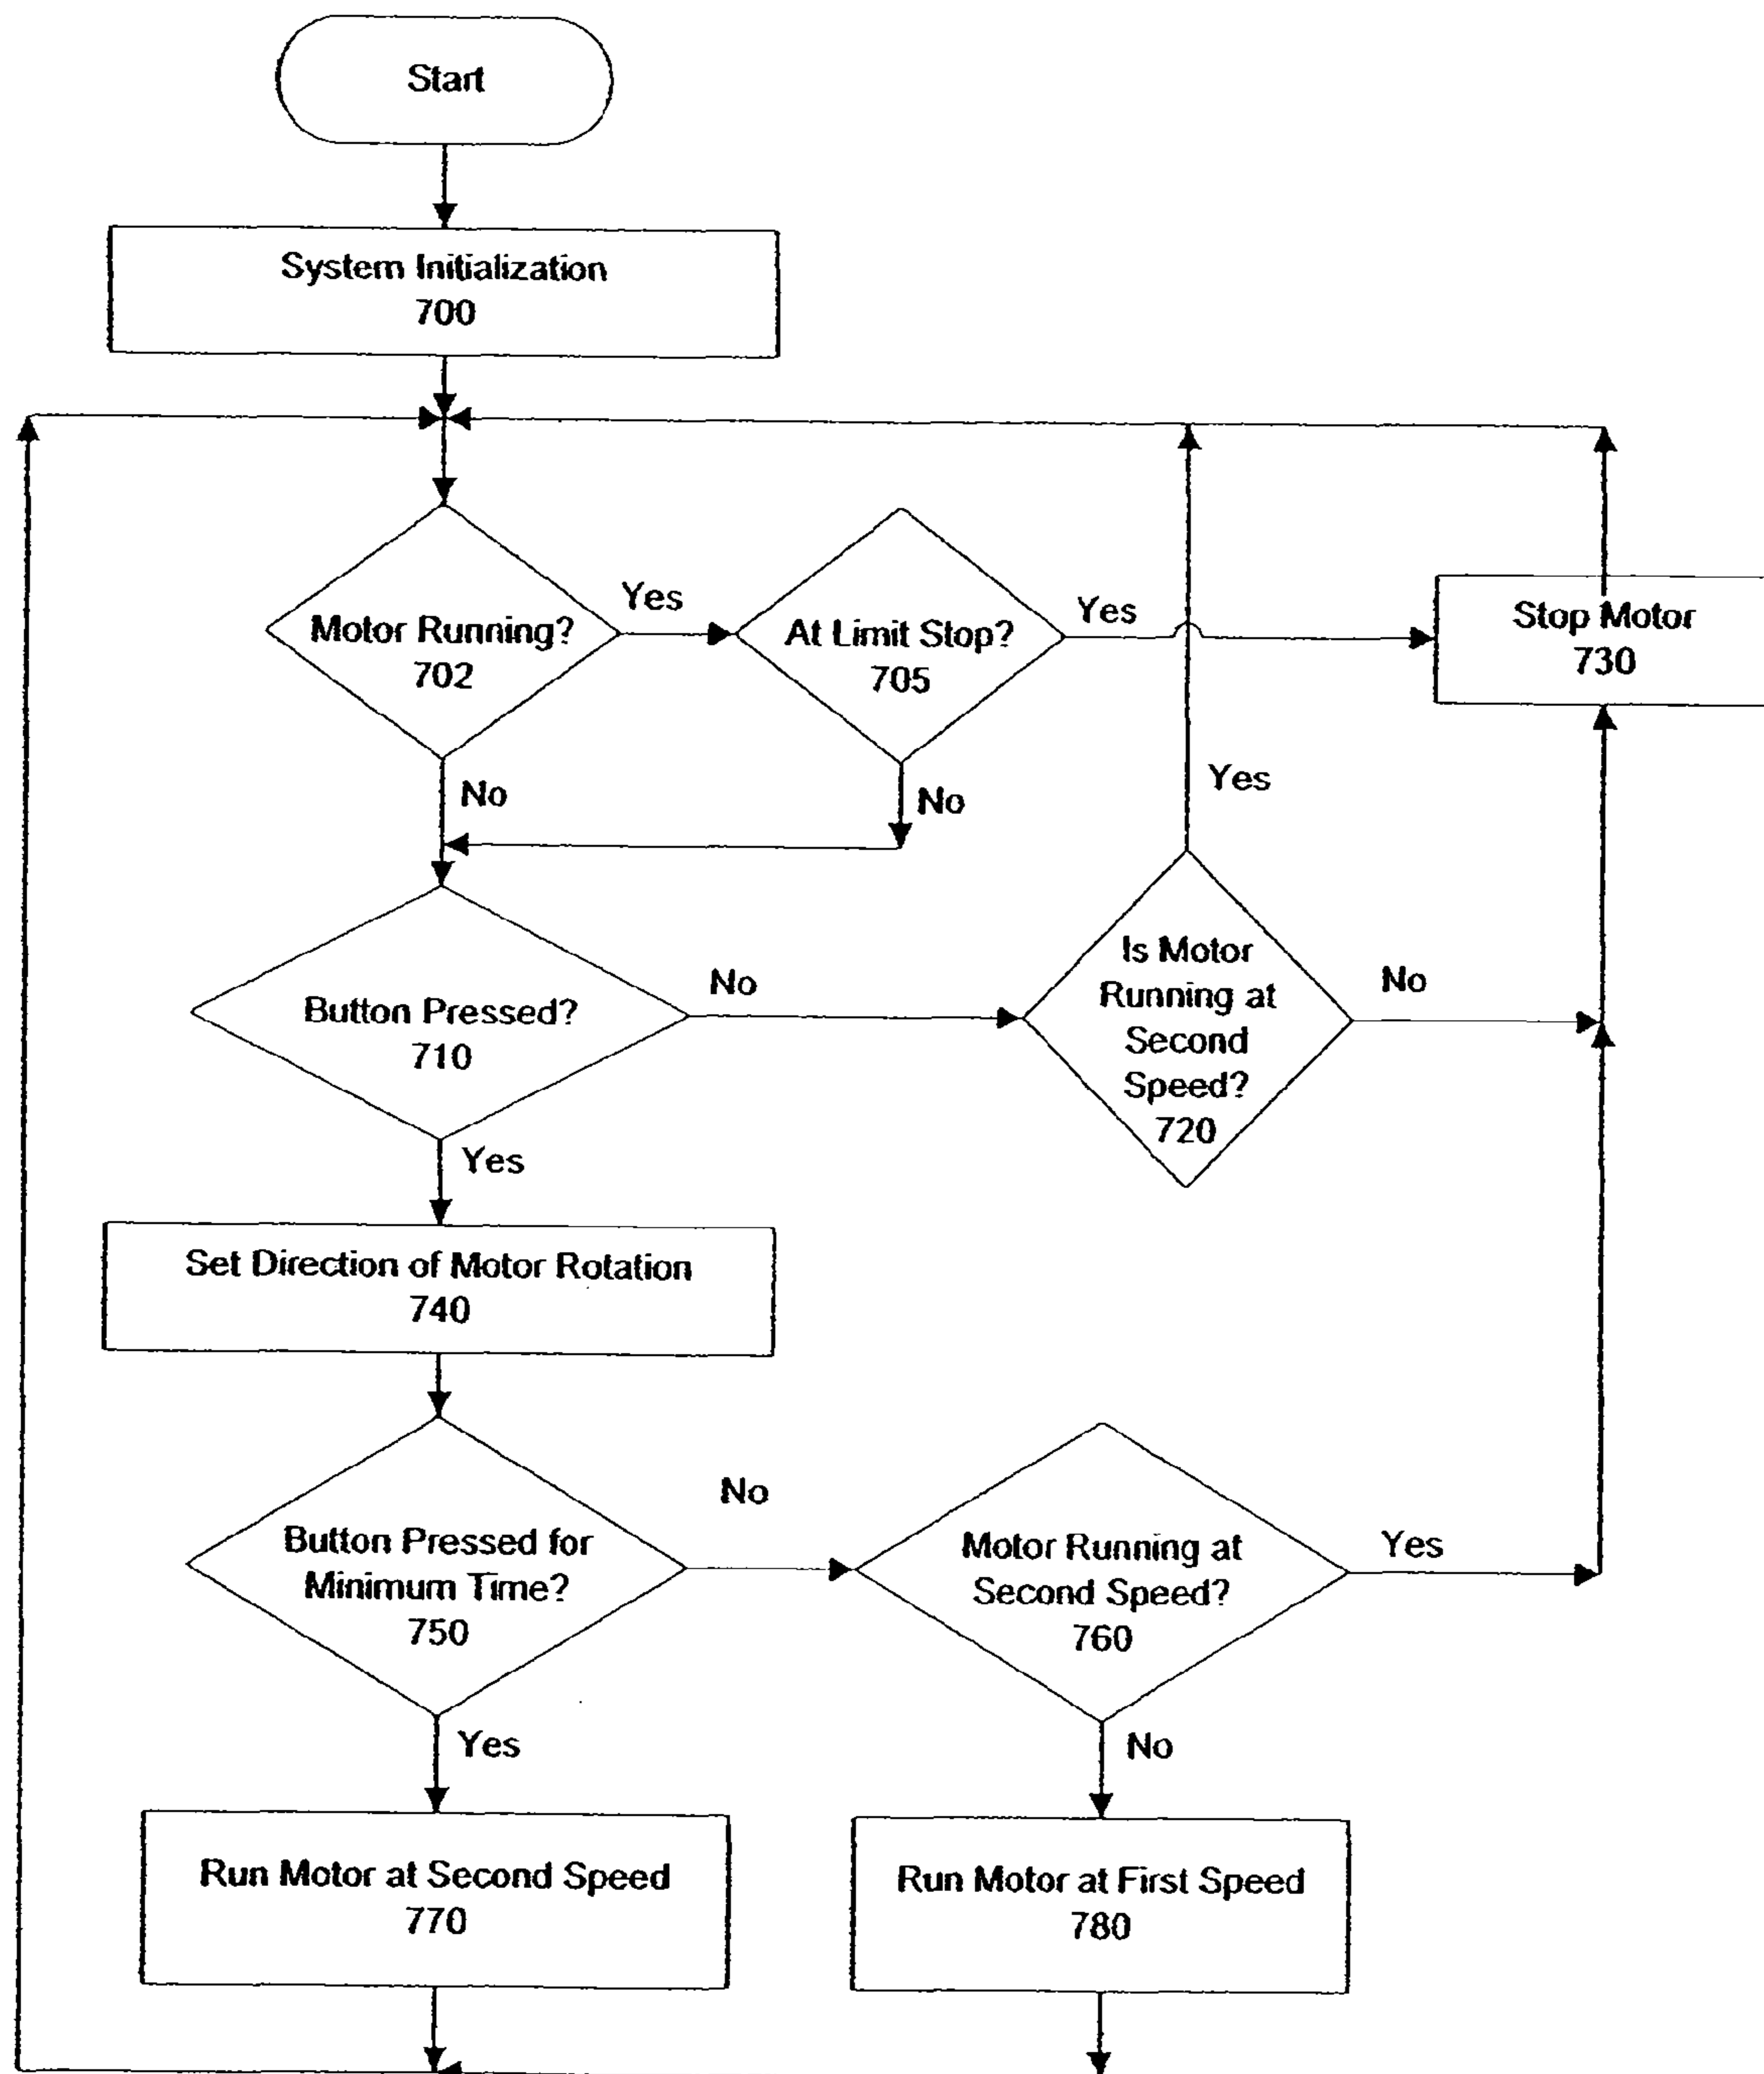 Start
System Initialization
700
Motor Running?
702
Yes
No
At Limit Stop?
705
Yes
No
Stop Motor
730
Button Pressed?
710
No
Yes
Is Motor
Running at
Second
Speed?
720
Yes
No
Set Direction of Motor Rotation
740
Button Pressed for
Minimum Time?
750
No
Yes
Motor Running at
Second Speed?
760
Yes
No
Run Motor at Second Speed
770
Run Motor at First Speed
780